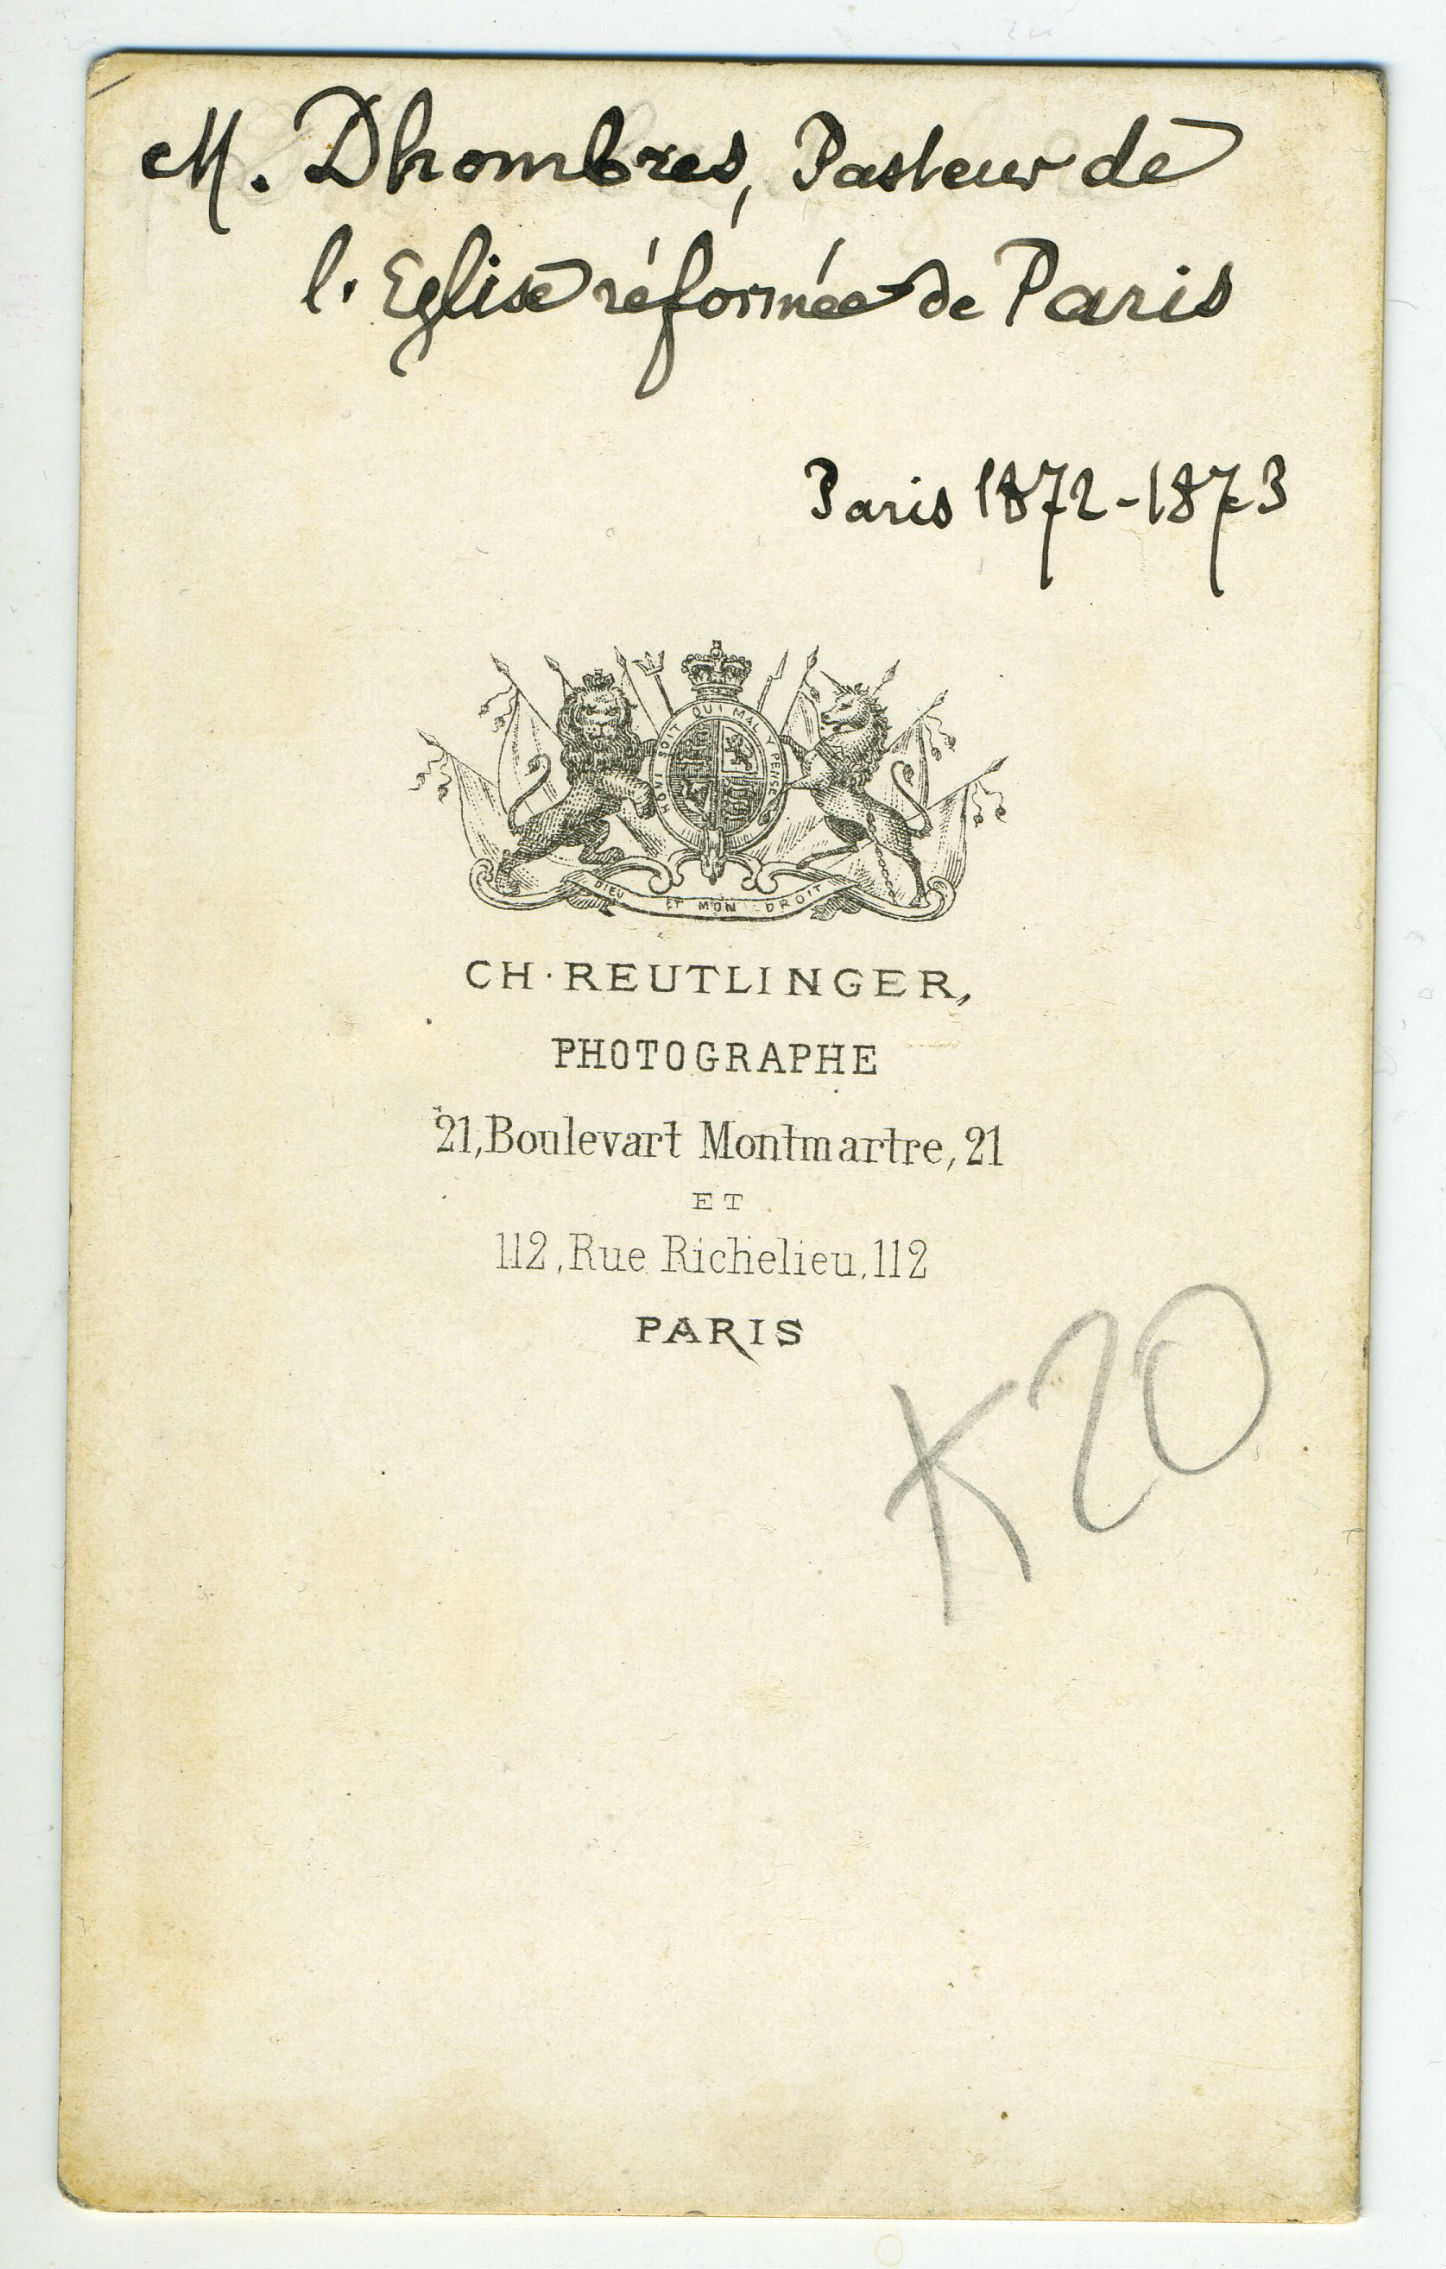 M. Dhombres, Pasteur de
l'Eglise réformée de Paris
Paris 1872-1873
HONI SOIT QUI MAL Y PENSE
DIEU ET MON DROIT
CH. REUTLINGER,
PHOTOGRAPHE
21, Boulevart Montmartre, 21
ET
112, Rue Richelieu, 112
PARIS
K20